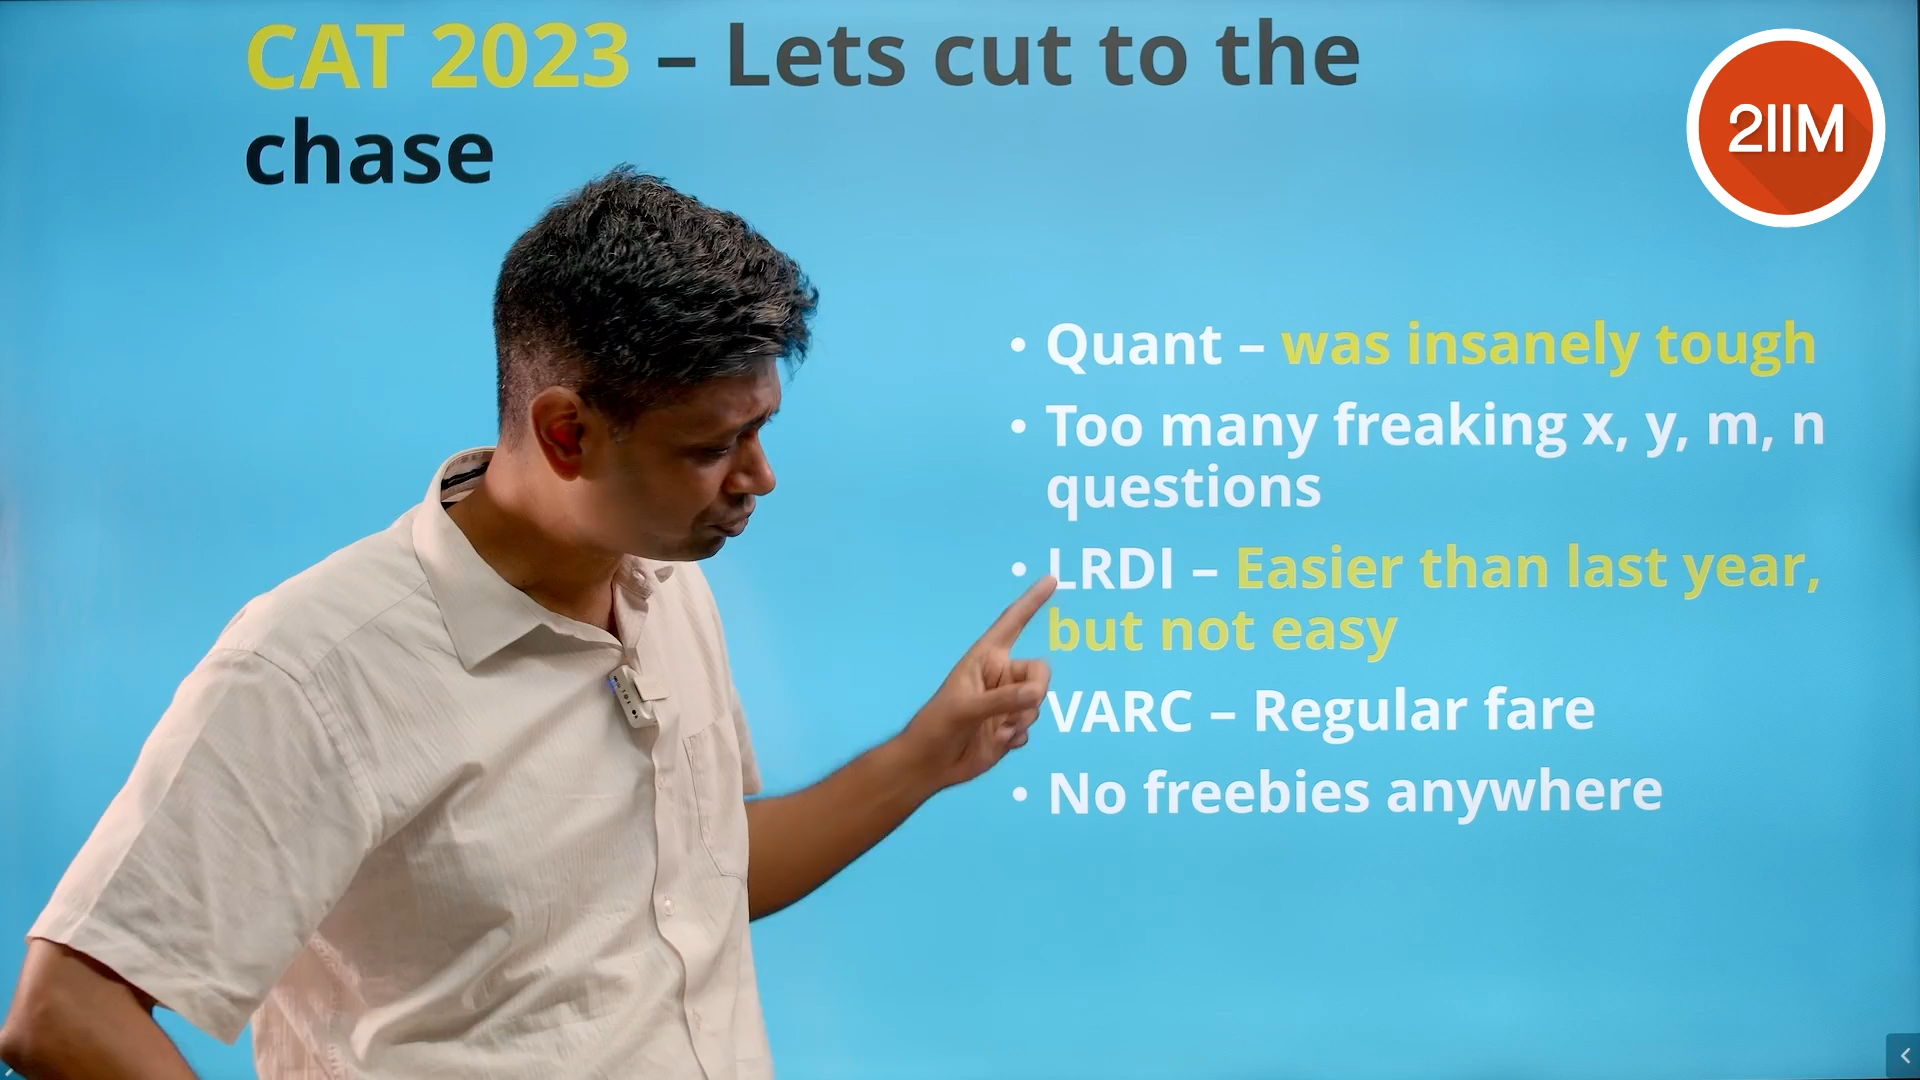 CAT 2023 – Lets cut to the
chase
2IIM
• Quant – was insanely tough
• Too many freaking x, y, m, n
questions
• LRDI – Easier than last year,
but not easy
VARC – Regular fare
• No freebies anywhere